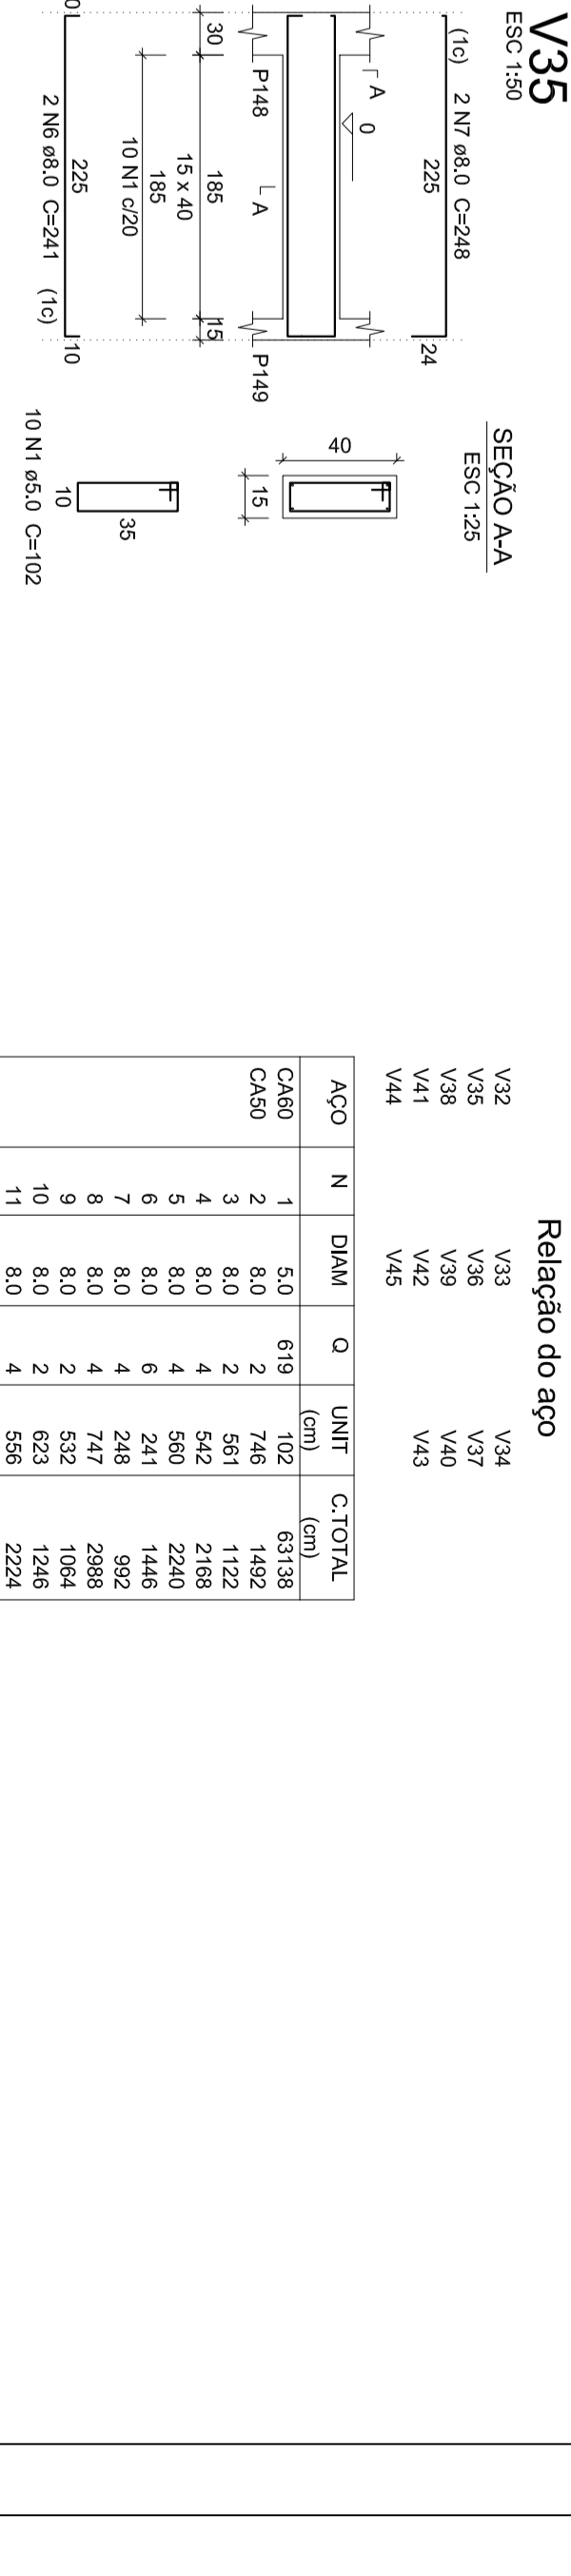 V35
ESC 1:50
(1c) 2 N7 ø8.0 C=248
225
24
A
0
P148
A
P149
30
185
15
15 x 40
185
10 N1 c/20
225
10
2 N6 ø8.0 C=241 (1c)
SEÇÃO A-A
ESC 1:25
40
15
35
10
10 N1 ø5.0 C=102
Relação do aço
V32 V33 V34
V35 V36 V37
V38 V39 V40
V41 V42 V43
V44 V45
AÇO N DIAM Q UNIT C.TOTAL
(cm) (cm)
CA60 1 5.0 619 102 63138
CA50 2 8.0 2 746 1492
3 8.0 2 561 1122
4 8.0 4 542 2168
5 8.0 4 560 2240
6 8.0 6 241 1446
7 8.0 4 248 992
8 8.0 4 747 2988
9 8.0 2 532 1064
10 8.0 2 623 1246
11 8.0 4 556 2224